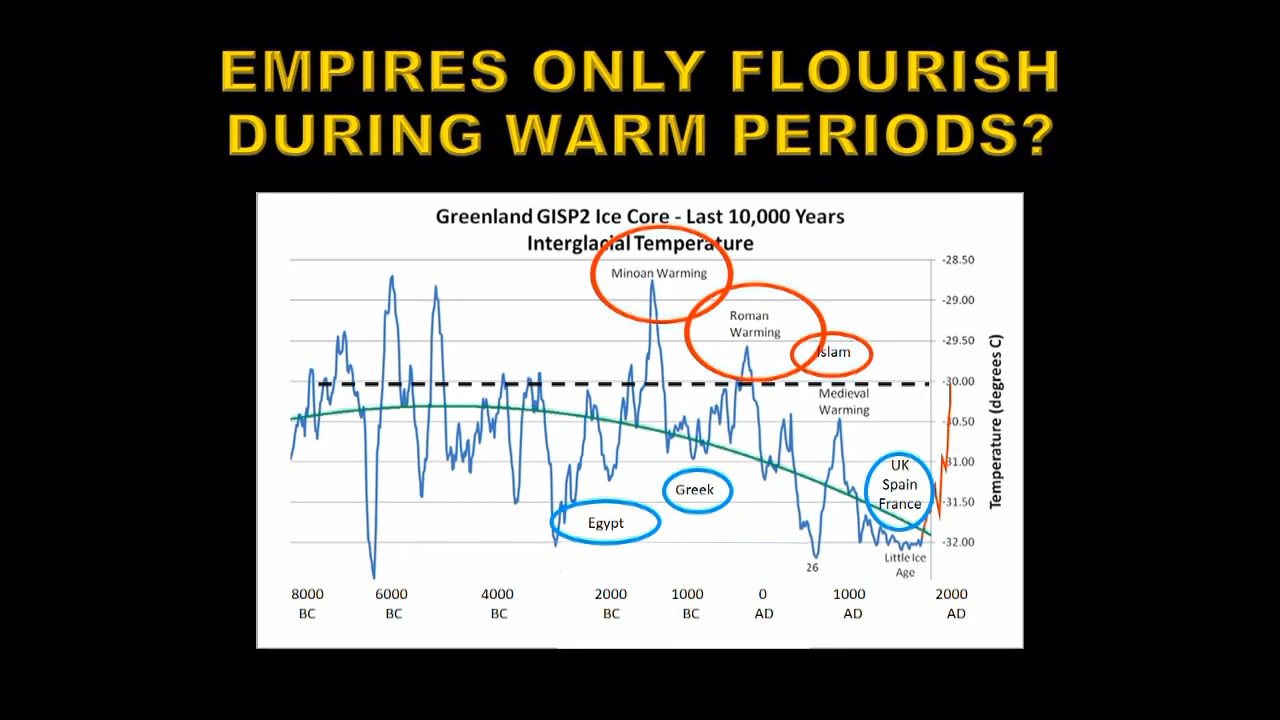 EMPIRES ONLY FLOURISH
DURING WARM PERIODS?
Greenland GISP2 Ice Core - Last 10,000 Years
Interglacial Temperature
Minoan Warming
Roman
Warming
Islam
Medieval
Warming
UK
Spain
France
Greek
Egypt
26
Little Ice
Age
-28.50
-29.00
-29.50
-30.00
-30.50
-31.00
-31.50
-32.00
Temperature (degrees C)
8000 6000 4000 2000 1000 0 1000 2000
BC BC BC BC BC AD AD AD